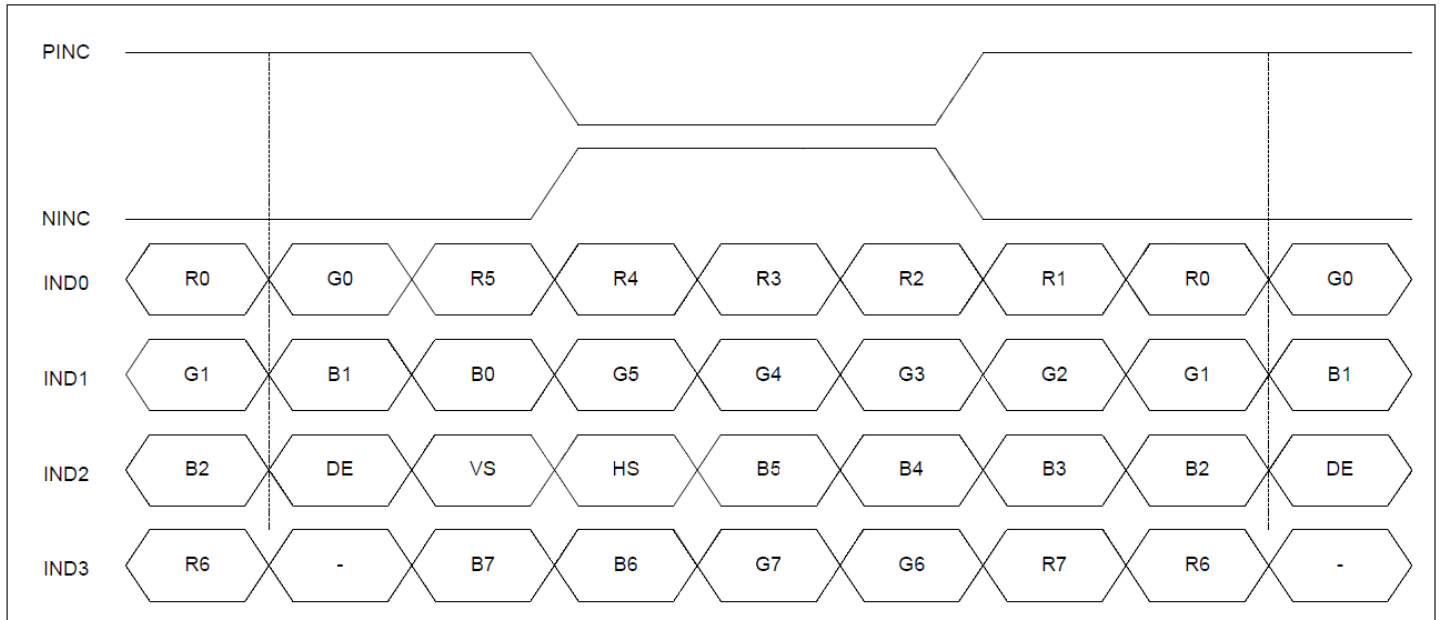 PINC
NINC
IND0 R0 G0 R5 R4 R3 R2 R1 R0 G0
IND1 G1 B1 B0 G5 G4 G3 G2 G1 B1
IND2 B2 DE VS HS B5 B4 B3 B2 DE
IND3 R6 - B7 B6 G7 G6 R7 R6 -